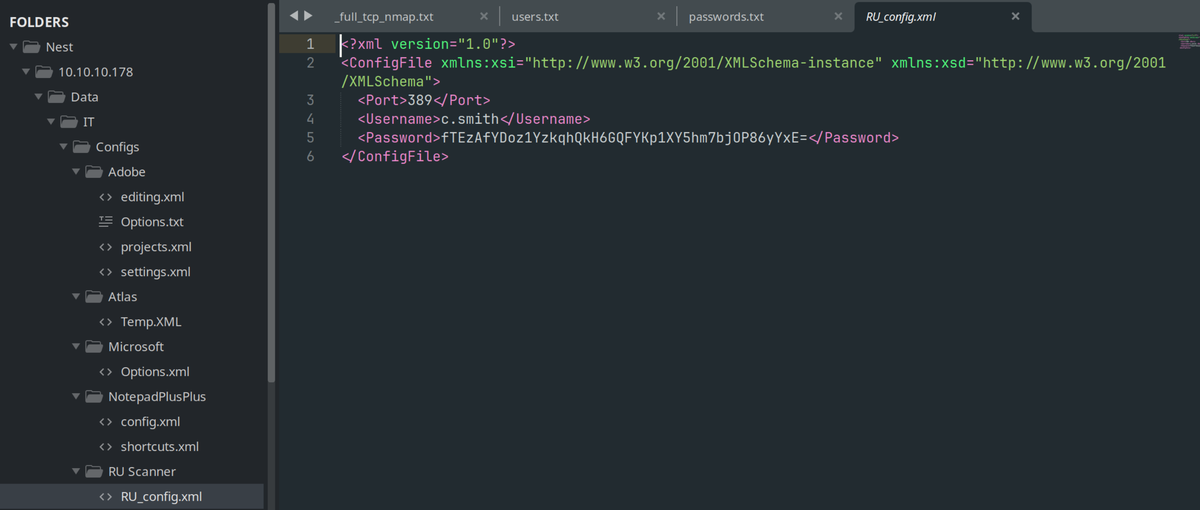 FOLDERS
Nest
10.10.10.178
Data
IT
Configs
Adobe
editing.xml
Options.txt
projects.xml
settings.xml
Atlas
Temp.XML
Microsoft
Options.xml
NotepadPlusPlus
config.xml
shortcuts.xml
RU Scanner
RU_config.xml
_full_tcp_nmap.txt × users.txt × passwords.txt × RU_config.xml ×
1 <?xml version="1.0"?>
2 <ConfigFile xmlns:xsi="http://www.w3.org/2001/XMLSchema-instance" xmlns:xsd="http://www.w3.org/2001
/XMLSchema">
3 <Port>389</Port>
4 <Username>c.smith</Username>
5 <Password>fTEzAfYDoz1YzkqhQkH6GQFYKp1XY5hm7bjOP86yYxE=</Password>
6 </ConfigFile>